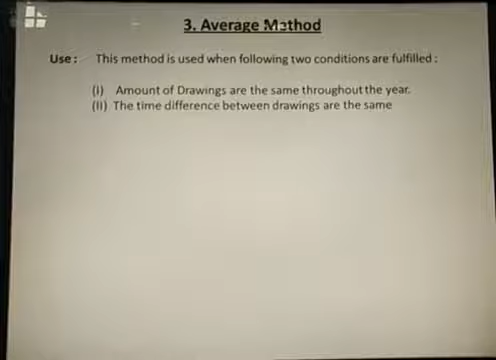 3. Average Method
Use : This method is used when following two conditions are fulfilled :
(I) Amount of Drawings are the same throughout the year.
(II) The time difference between drawings are the same